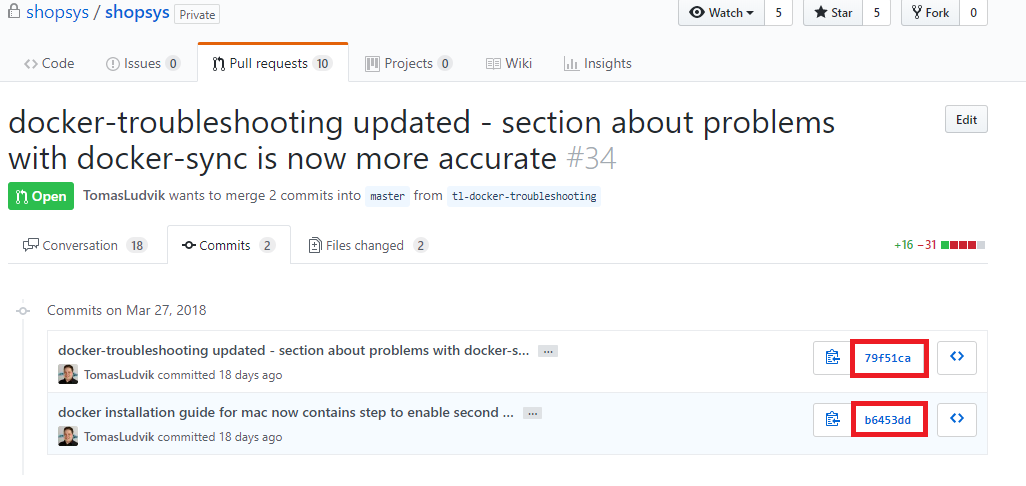 shopsys / shopsys Private Watch 5 Star 5 Fork 0
Code Issues 0 Pull requests 10 Projects 0 Wiki Insights
docker-troubleshooting updated - section about problems
with docker-sync is now more accurate #34
Edit
Open TomasLudvik wants to merge 2 commits into master from tl-docker-troubleshooting
Conversation 18 Commits 2 Files changed 2 +16 −31
Commits on Mar 27, 2018
docker-troubleshooting updated - section about problems with docker-s... ...
79f51ca
TomasLudvik committed 18 days ago
docker installation guide for mac now contains step to enable second ... ...
b6453dd
TomasLudvik committed 18 days ago